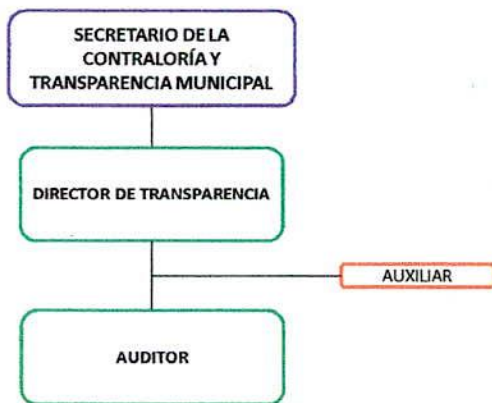 SECRETARIO DE LA
CONTRALORÍA Y
TRANSPARENCIA MUNICIPAL
DIRECTOR DE TRANSPARENCIA
AUXILIAR
AUDITOR